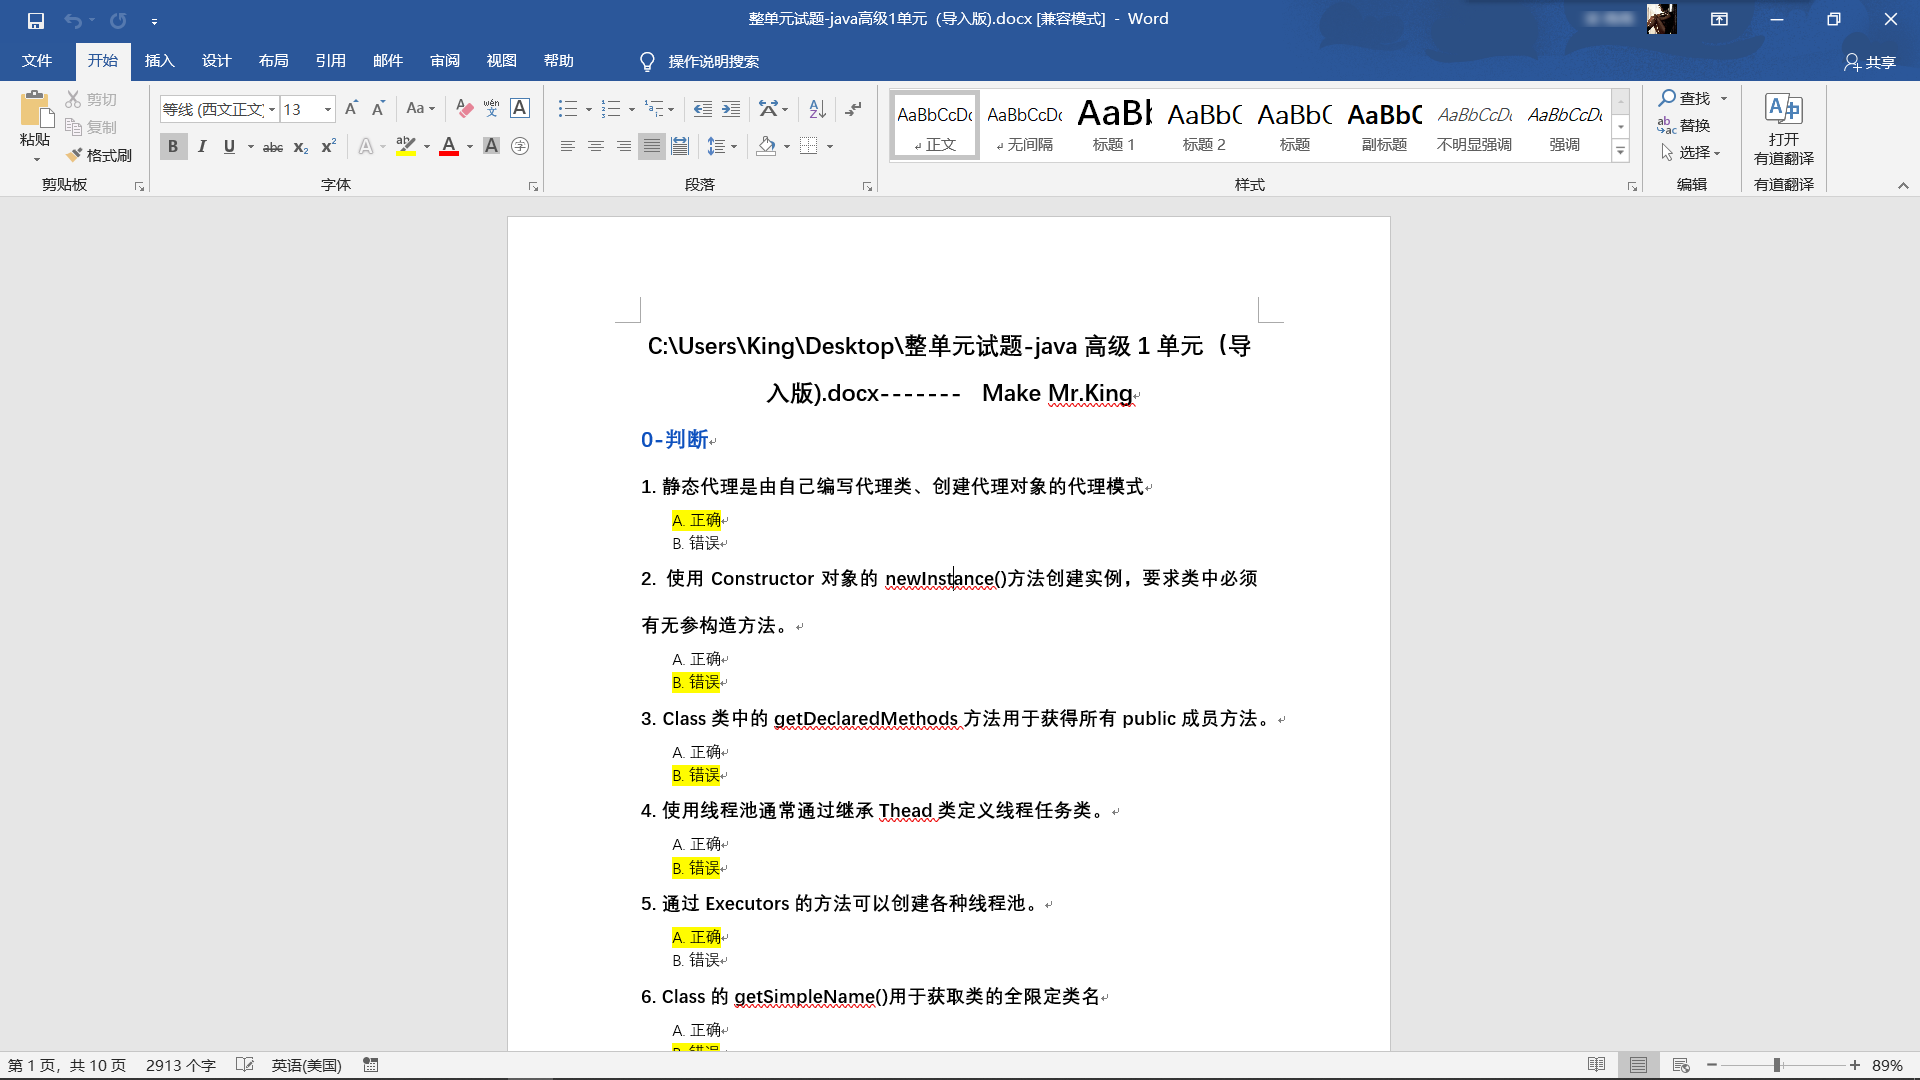 整单元试题-java高级1单元（导入版).docx [兼容模式] - Word
文件 开始 插入 设计 布局 引用 邮件 审阅 视图 帮助 操作说明搜索 共享
粘贴 剪切 复制 格式刷 剪贴板
等线 (西文正文) 13 Aa wén 文 A
B I U abc x₂ x² A ab A A 字
字体
段落
AaBbCcDc AaBbCcDc AaBb AaBbC AaBbC AaBbC AaBbCcDc AaBbCcDc
正文 无间隔 标题 1 标题 2 标题 副标题 不明显强调 强调
样式
查找 替换 选择 编辑
打开 有道翻译 有道翻译
C:\Users\King\Desktop\整单元试题-java 高级 1 单元（导
入版).docx------- Make Mr.King
0-判断
1. 静态代理是由自己编写代理类、创建代理对象的代理模式
A. 正确
B. 错误
2. 使用 Constructor 对象的 newInstance()方法创建实例，要求类中必须
有无参构造方法。
A. 正确
B. 错误
3. Class 类中的 getDeclaredMethods 方法用于获得所有 public 成员方法。
A. 正确
B. 错误
4. 使用线程池通常通过继承 Thead 类定义线程任务类。
A. 正确
B. 错误
5. 通过 Executors 的方法可以创建各种线程池。
A. 正确
B. 错误
6. Class 的 getSimpleName()用于获取类的全限定类名
A. 正确
第 1 页，共 10 页 2913 个字 英语(美国) 89%